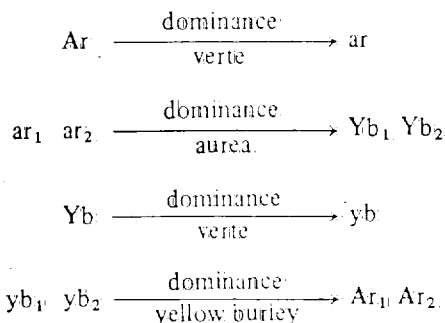 Ar dominance verte ar
ar₁ ar₂ dominance aurea Yb₁ Yb₂
Yb dominance verte yb
yb₁ yb₂ dominance yellow burley Ar₁ Ar₂